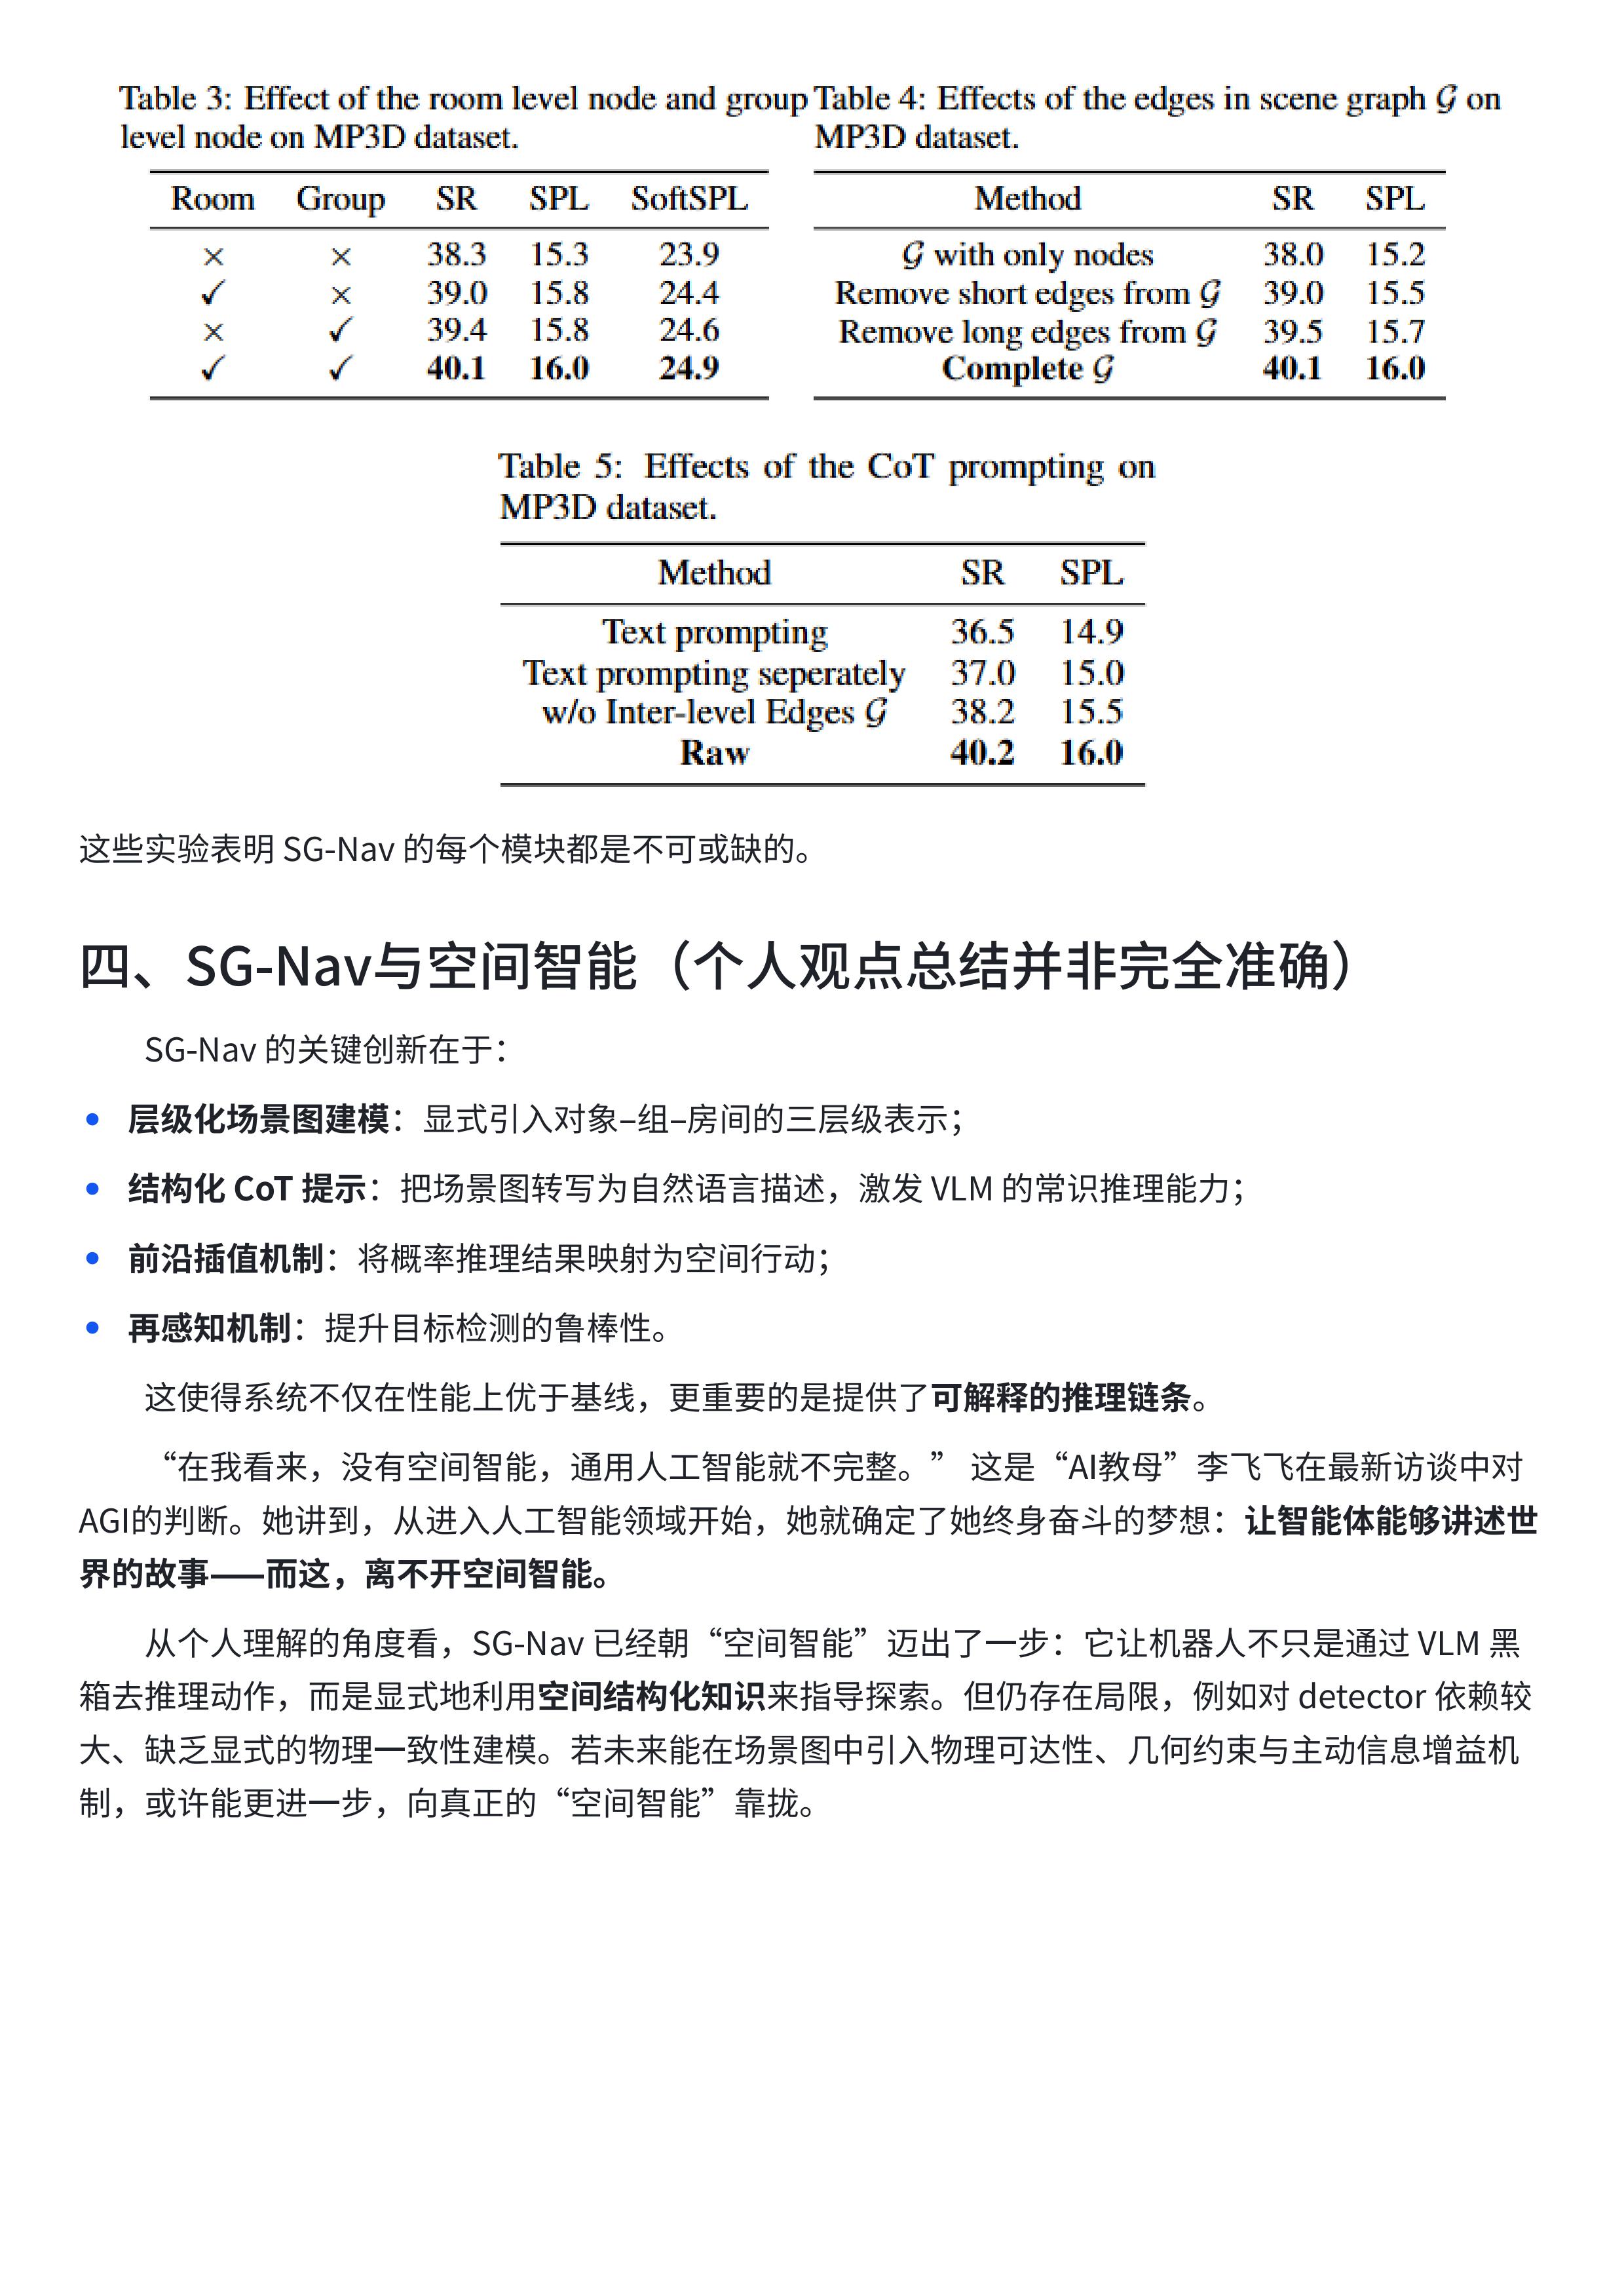 Table 3: Effect of the room level node and group
level node on MP3D dataset.
Room Group SR SPL SoftSPL
× × 38.3 15.3 23.9
✓ × 39.0 15.8 24.4
× ✓ 39.4 15.8 24.6
✓ ✓ 40.1 16.0 24.9
Table 4: Effects of the edges in scene graph 𝒢 on
MP3D dataset.
Method SR SPL
𝒢 with only nodes 38.0 15.2
Remove short edges from 𝒢 39.0 15.5
Remove long edges from 𝒢 39.5 15.7
Complete 𝒢 40.1 16.0
Table 5: Effects of the CoT prompting on
MP3D dataset.
Method SR SPL
Text prompting 36.5 14.9
Text prompting seperately 37.0 15.0
w/o Inter-level Edges 𝒢 38.2 15.5
Raw 40.2 16.0
这些实验表明 SG-Nav 的每个模块都是不可或缺的。
四、SG-Nav与空间智能（个人观点总结并非完全准确）
SG-Nav 的关键创新在于：
• 层级化场景图建模：显式引入对象–组–房间的三层级表示；
• 结构化 CoT 提示：把场景图转写为自然语言描述，激发 VLM 的常识推理能力；
• 前沿插值机制：将概率推理结果映射为空间行动；
• 再感知机制：提升目标检测的鲁棒性。
这使得系统不仅在性能上优于基线，更重要的是提供了可解释的推理链条。
“在我看来，没有空间智能，通用人工智能就不完整。” 这是“AI教母”李飞飞在最新访谈中对
AGI的判断。她讲到，从进入人工智能领域开始，她就确定了她终身奋斗的梦想：让智能体能够讲述世
界的故事——而这，离不开空间智能。
从个人理解的角度看，SG-Nav 已经朝“空间智能”迈出了一步：它让机器人不只是通过 VLM 黑
箱去推理动作，而是显式地利用空间结构化知识来指导探索。但仍存在局限，例如对 detector 依赖较
大、缺乏显式的物理一致性建模。若未来能在场景图中引入物理可达性、几何约束与主动信息增益机
制，或许能更进一步，向真正的“空间智能”靠拢。